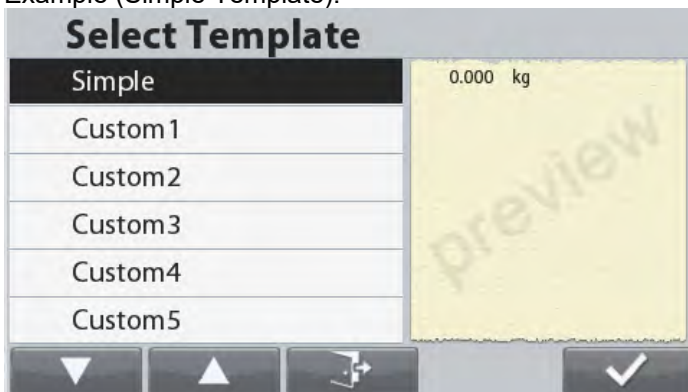 Example (Simple Template):
Select Template
Simple
0.000 kg
Custom1
Custom2
Custom3
Custom4
Custom5
preview